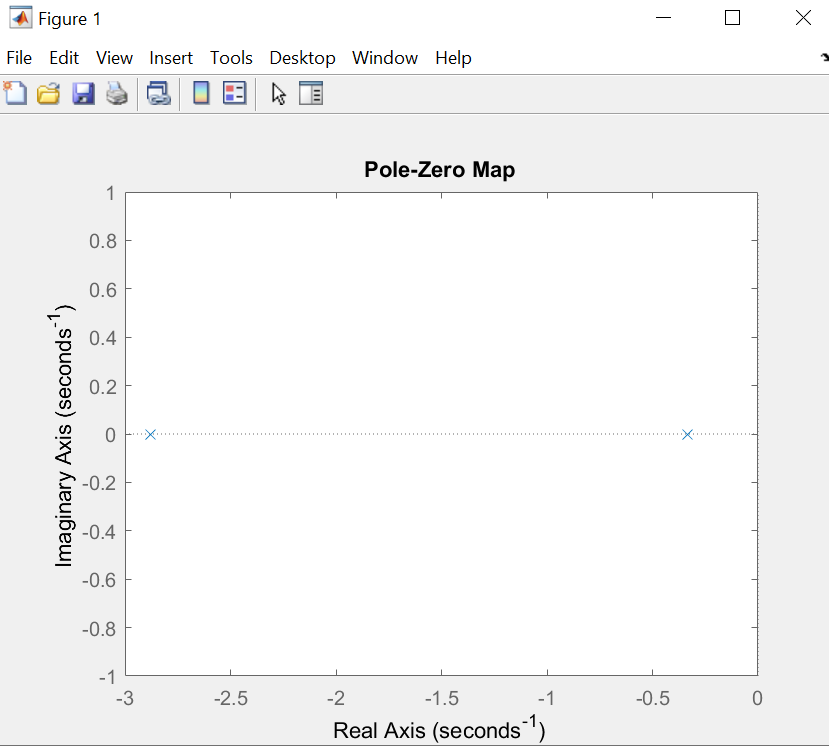 Figure 1
File Edit View Insert Tools Desktop Window Help
Pole-Zero Map
1
0.8
0.6
0.4
0.2
0
-0.2
-0.4
-0.6
-0.8
-1
Imaginary Axis (seconds⁻¹)
-3 -2.5 -2 -1.5 -1 -0.5 0
Real Axis (seconds⁻¹)